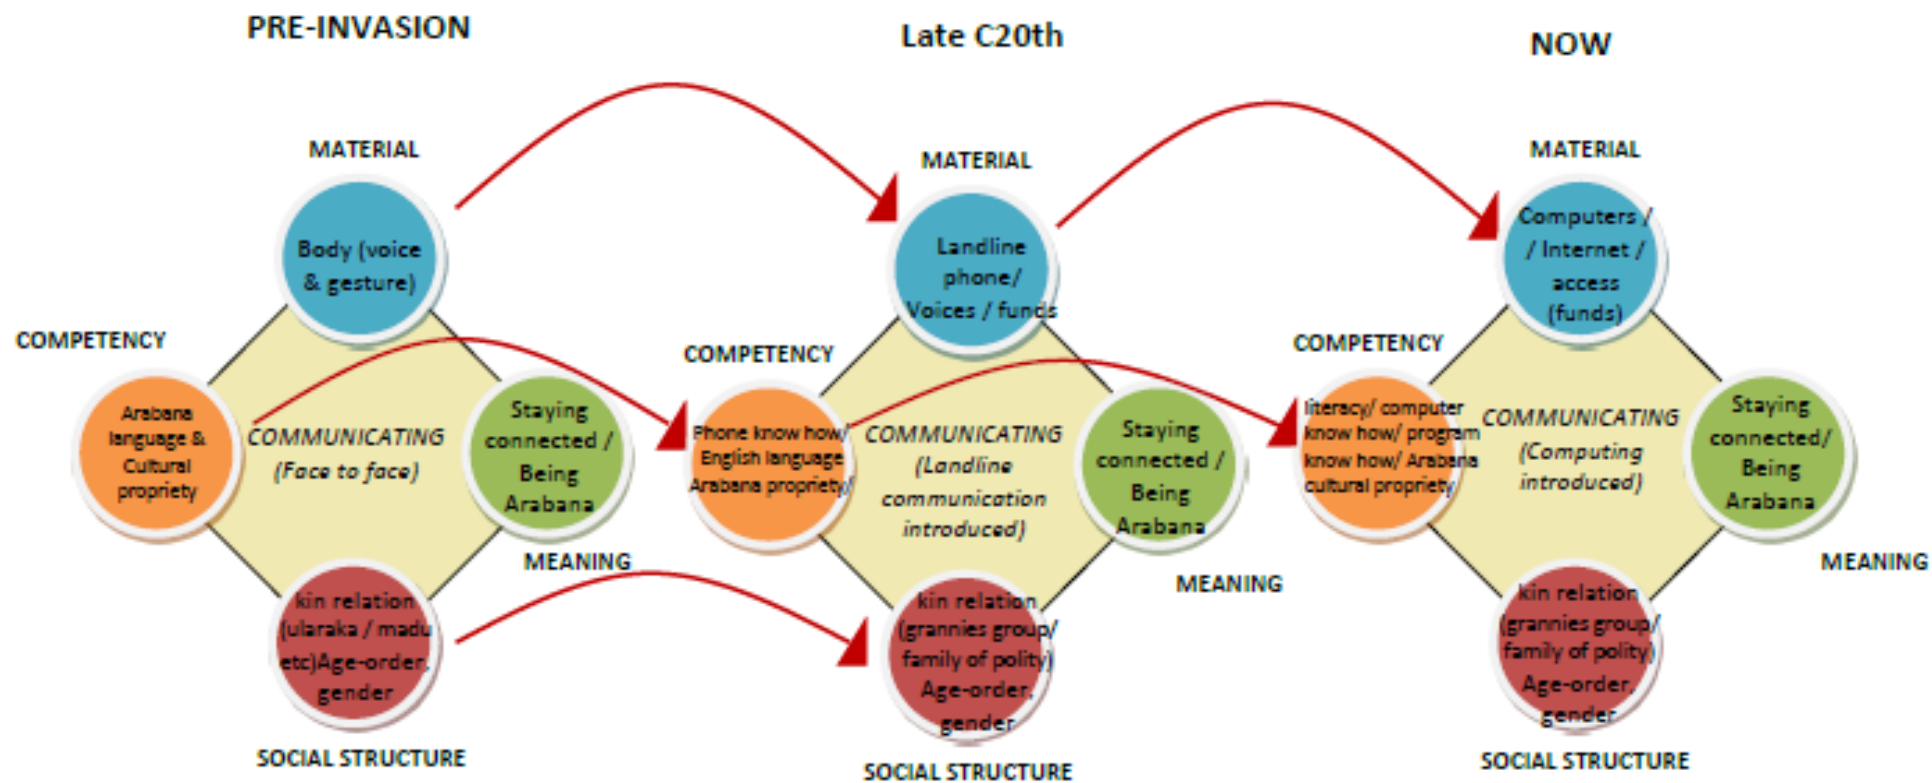 PRE-INVASION
Late C20th
NOW
MATERIAL
Body (voice
& gesture)
COMPETENCY
Arabana
language &
Cultural
propriety
COMMUNICATING
(Face to face)
Staying
connected /
Being
Arabana
MEANING
kin relation
(ularaka / madu
etc)Age-order,
gender
SOCIAL STRUCTURE
MATERIAL
Landline
phone/
Voices / funds
COMPETENCY
Phone know how/
English language
Arabana propriety/
COMMUNICATING
(Landline
communication
introduced)
Staying
connected /
Being
Arabana
MEANING
kin relation
(grannies group/
family of polity)
Age-order,
gender
SOCIAL STRUCTURE
MATERIAL
Computers /
/ Internet /
access
(funds)
COMPETENCY
literacy/ computer
know how/ program
know how/ Arabana
cultural propriety
COMMUNICATING
(Computing
introduced)
Staying
connected/
Being
Arabana
MEANING
kin relation
(grannies group/
family of polity)
Age-order,
gender
SOCIAL STRUCTURE